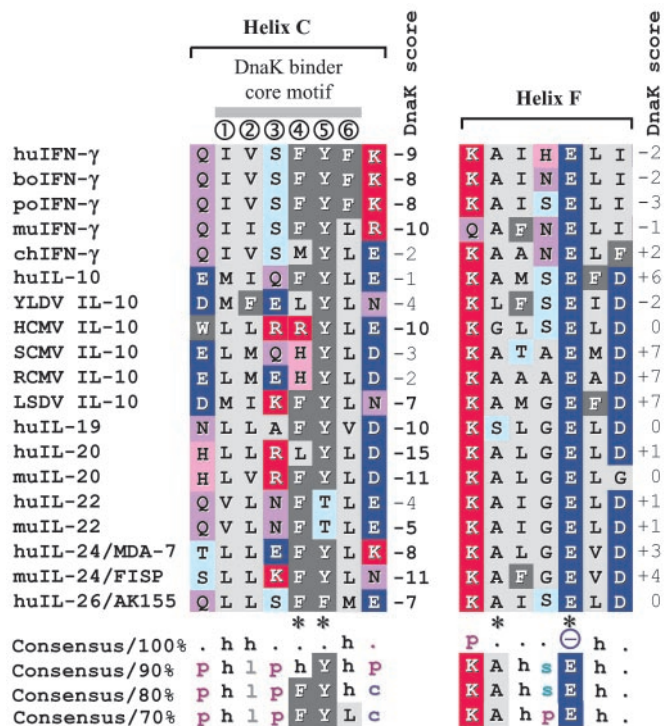 Helix C
DnaK binder
core motif
DnaK score
Helix F
DnaK score
① ② ③ ④ ⑤ ⑥
huIFN-γ Q I V S F Y F K -9 K A I H E L I -2
boIFN-γ Q I V S F Y F K -8 K A I N E L I -2
poIFN-γ Q I V S F Y F K -8 K A I S E L I -3
muIFN-γ Q I I S F Y L R -10 Q A F N E L I -1
chIFN-γ Q I V S M Y L E -2 K A A N E L F +2
huIL-10 E M I Q F Y L E -1 K A M S E F D +6
YLDV IL-10 D M F E L Y L N -4 K L F S E I D -2
HCMV IL-10 W L L R R Y L E -10 K G L S E L D 0
SCMV IL-10 E L M Q H Y L D -3 K A T A E M D +7
RCMV IL-10 E L M E H Y L D -2 K A A A E A D +7
LSDV IL-10 D M I K F Y L N -7 K A M G E F D +7
huIL-19 N L L A F Y V D -10 K S L G E L D 0
huIL-20 H L L R L Y L D -15 K A L G E L D +1
muIL-20 H L V R F Y L D -11 K A L G E L G 0
huIL-22 Q V L N F T L E -4 K A I G E L D +1
muIL-22 Q V L N F T L E -5 K A I G E L D +1
huIL-24/MDA-7 T L L E F Y L K -8 K A L G E V D +3
muIL-24/FISP S L L K F Y L N -11 K A F G E V D +4
huIL-26/AK155 Q L L S F F M E -7 K A I S E L D 0
* * * *
Consensus/100% . h h . . . h . p . . . ⊖ h .
Consensus/90% p h l p h Y h p K A h s E h .
Consensus/80% p h l p F Y h c K A h s E h .
Consensus/70% p h l p F Y L c K A h p E h .